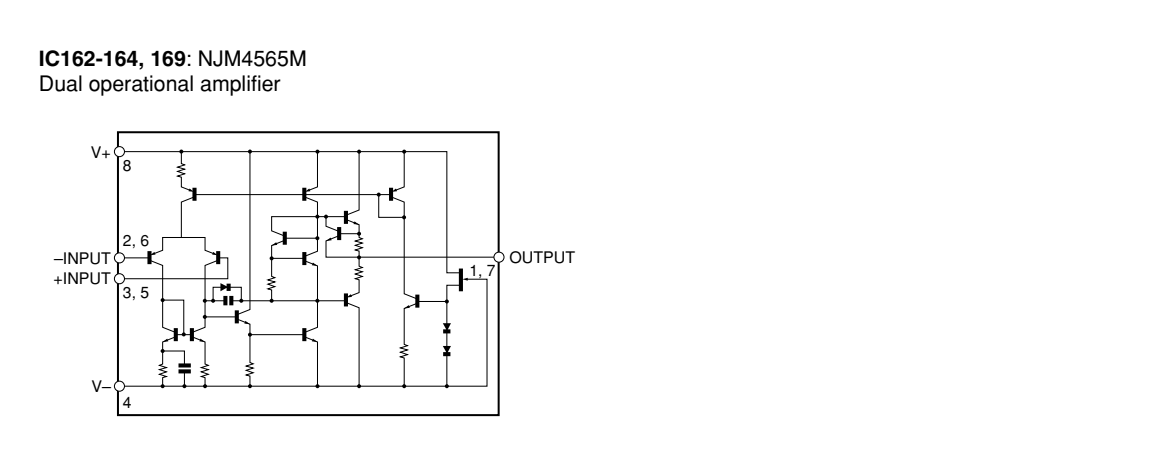 IC162-164, 169: NJM4565M
Dual operational amplifier
V+
8
2, 6
–INPUT
OUTPUT
1, 7
+INPUT
3, 5
V–
4